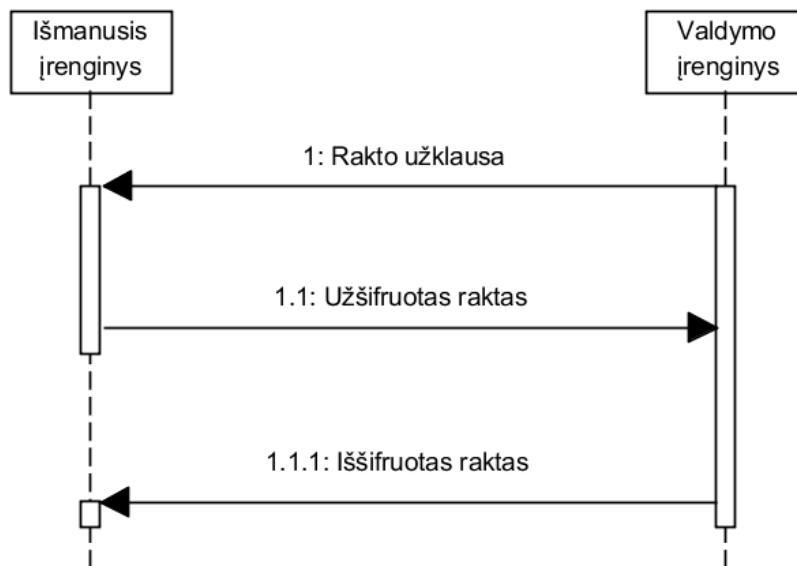 Išmanusis
įrenginys
Valdymo
įrenginys
1: Rakto užklausa
1.1: Užšifruotas raktas
1.1.1: Iššifruotas raktas